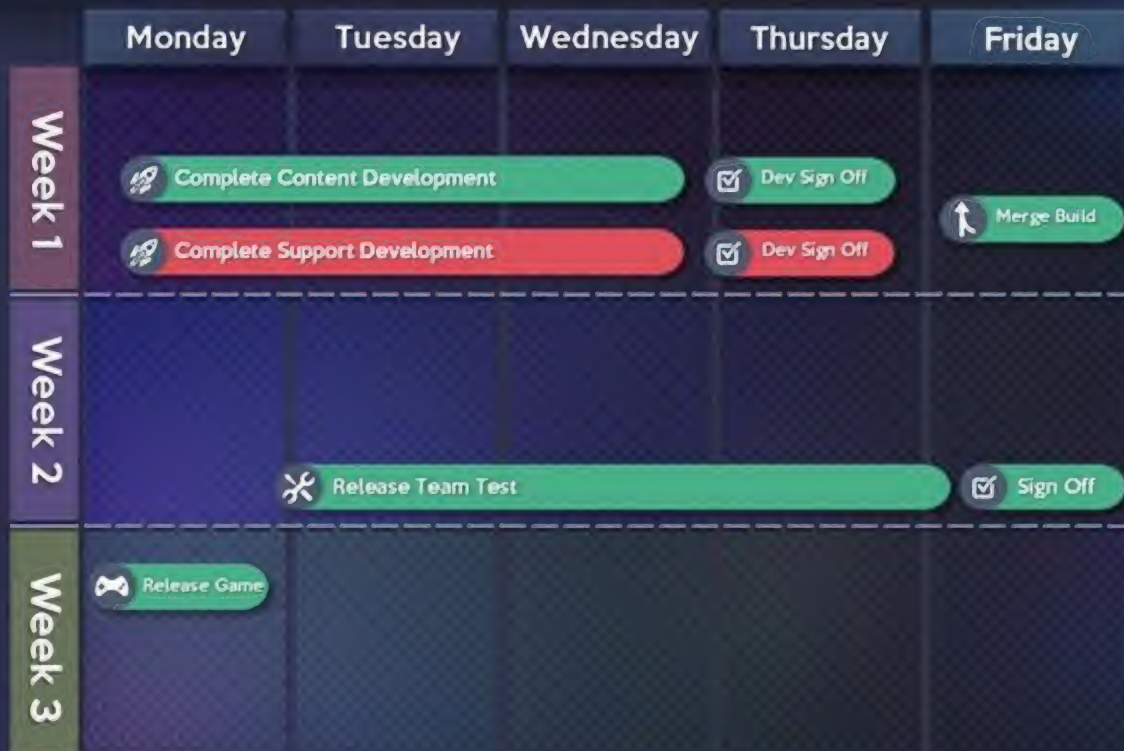 Monday Tuesday Wednesday Thursday Friday
Week 1
Complete Content Development
Dev Sign Off
Merge Build
Complete Support Development
Dev Sign Off
Week 2
Release Team Test
Sign Off
Week 3
Release Game